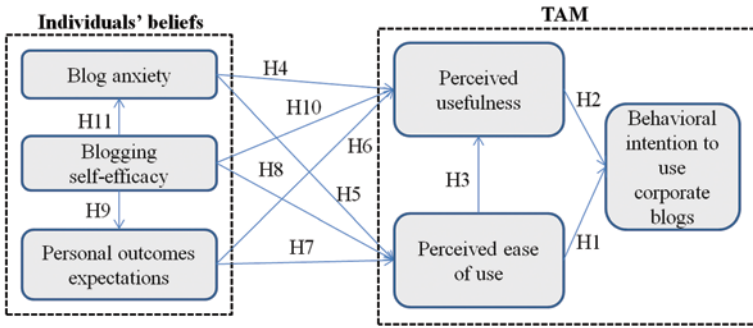 Individuals' beliefs
TAM
Blog anxiety
H11
Blogging
self-efficacy
H9
Personal outcomes
expectations
H4
H10
H6
H8
H5
H7
Perceived
usefulness
H3
Perceived ease
of use
H2
H1
Behavioral
intention to
use
corporate
blogs